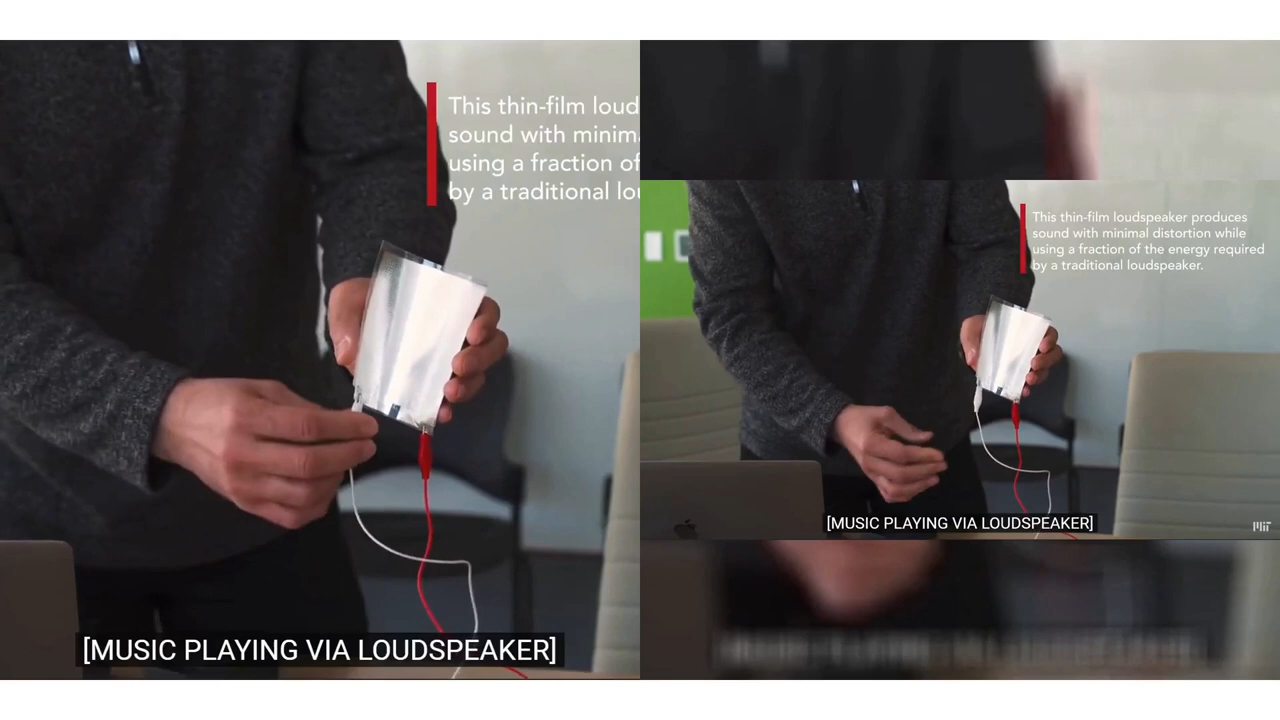 This thin-film loud
sound with minim
using a fraction of
by a traditional lou
[MUSIC PLAYING VIA LOUDSPEAKER]
This thin-film loudspeaker produces
sound with minimal distortion while
using a fraction of the energy required
by a traditional loudspeaker.
[MUSIC PLAYING VIA LOUDSPEAKER]
MIT